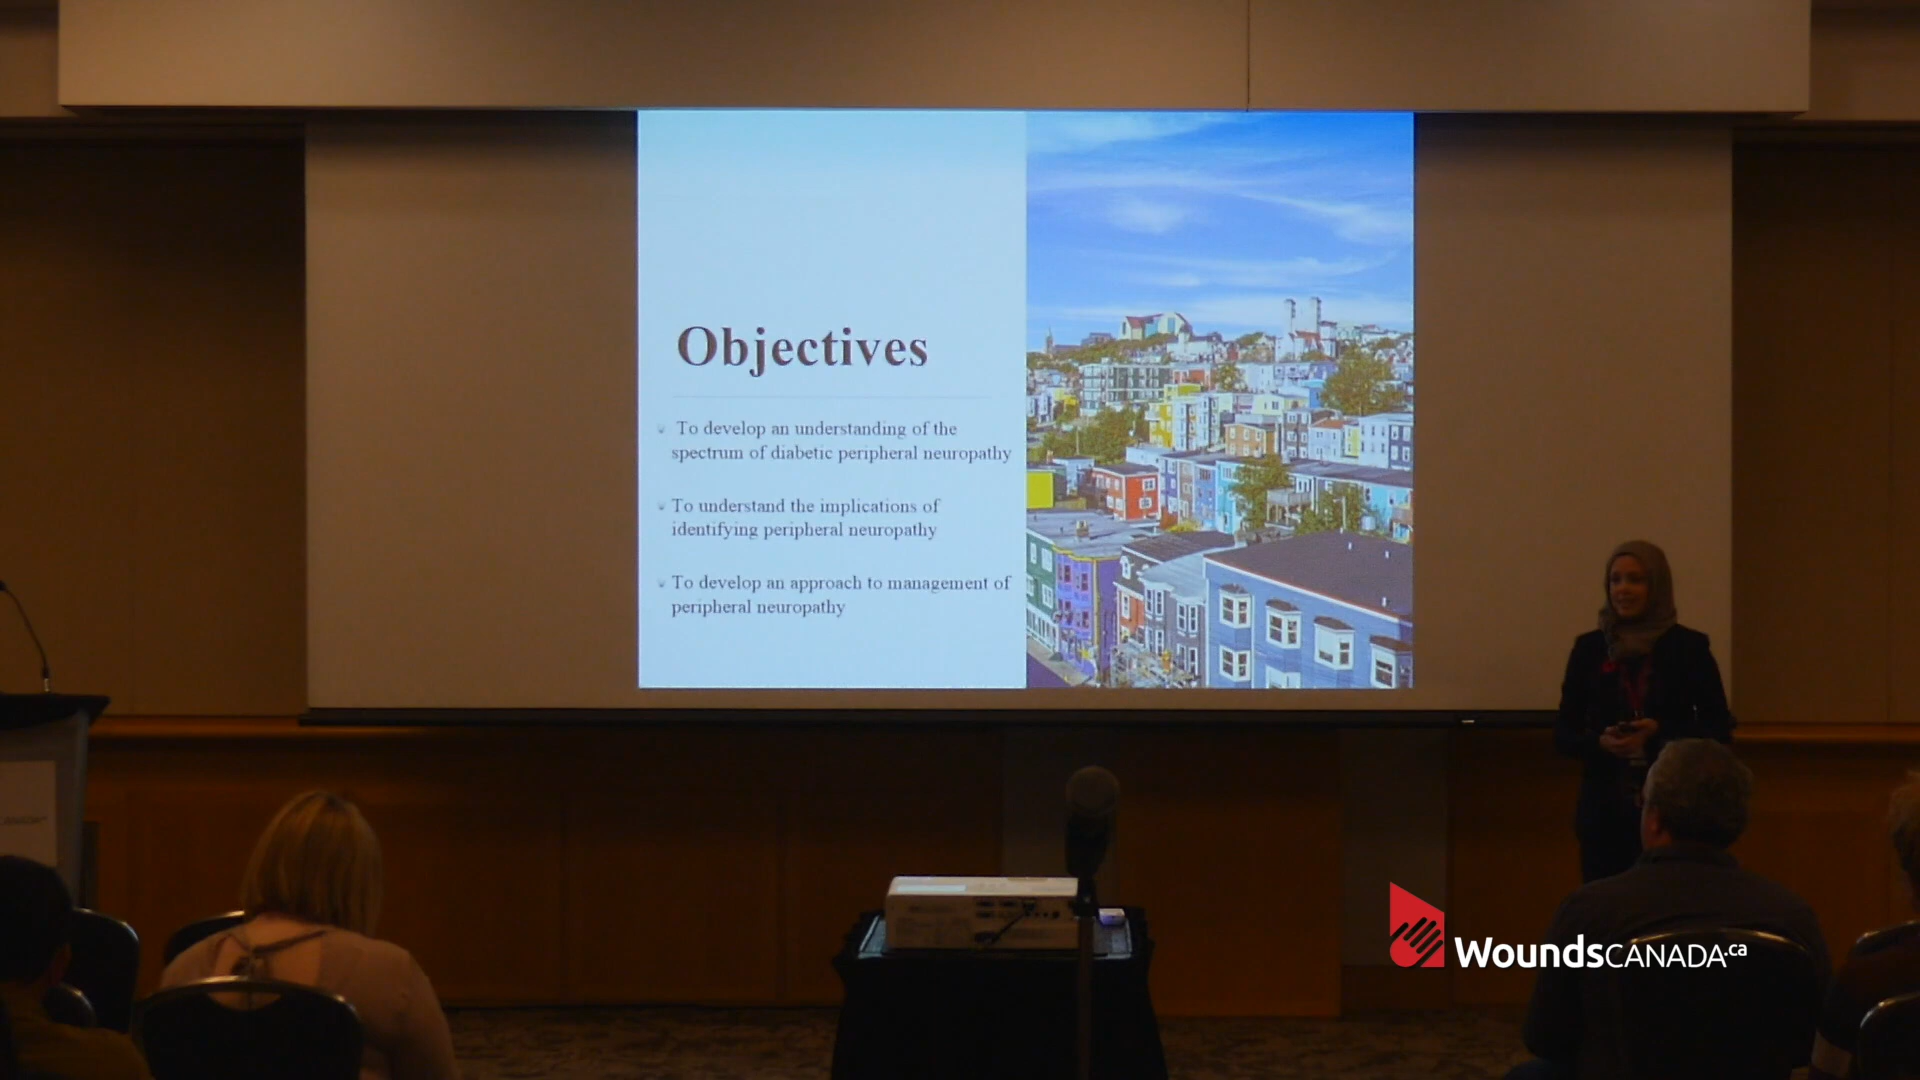 Objectives
To develop an understanding of the
spectrum of diabetic peripheral neuropathy
To understand the implications of
identifying peripheral neuropathy
To develop an approach to management of
peripheral neuropathy
WoundsCANADA.ca